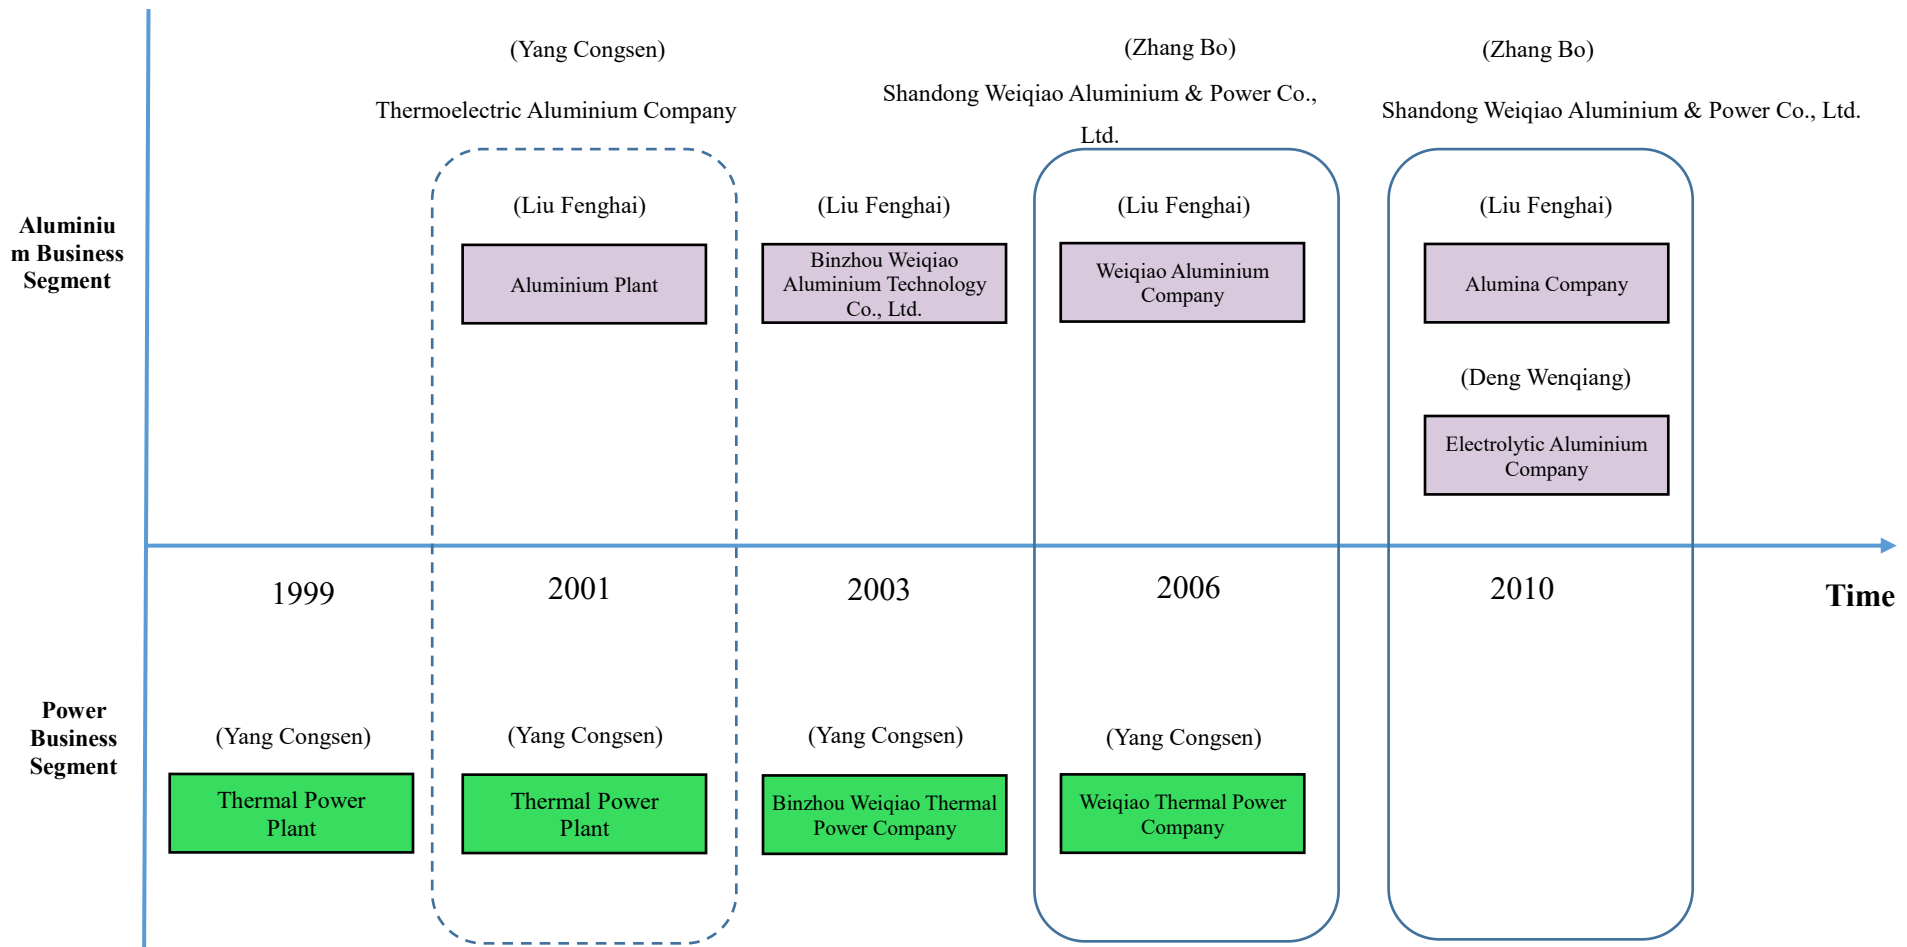 (Yang Congsen)
Thermoelectric Aluminium Company
(Zhang Bo)
Shandong Weiqiao Aluminium & Power Co.,
Ltd.
(Zhang Bo)
Shandong Weiqiao Aluminium & Power Co., Ltd.
Aluminiu
m Business
Segment
(Liu Fenghai)
Aluminium Plant
(Liu Fenghai)
Binzhou Weiqiao
Aluminium Technology
Co., Ltd.
(Liu Fenghai)
Weiqiao Aluminium
Company
(Liu Fenghai)
Alumina Company
(Deng Wenqiang)
Electrolytic Aluminium
Company
1999
2001
2003
2006
2010
Time
Power
Business
Segment
(Yang Congsen)
Thermal Power
Plant
(Yang Congsen)
Thermal Power
Plant
(Yang Congsen)
Binzhou Weiqiao Thermal
Power Company
(Yang Congsen)
Weiqiao Thermal Power
Company